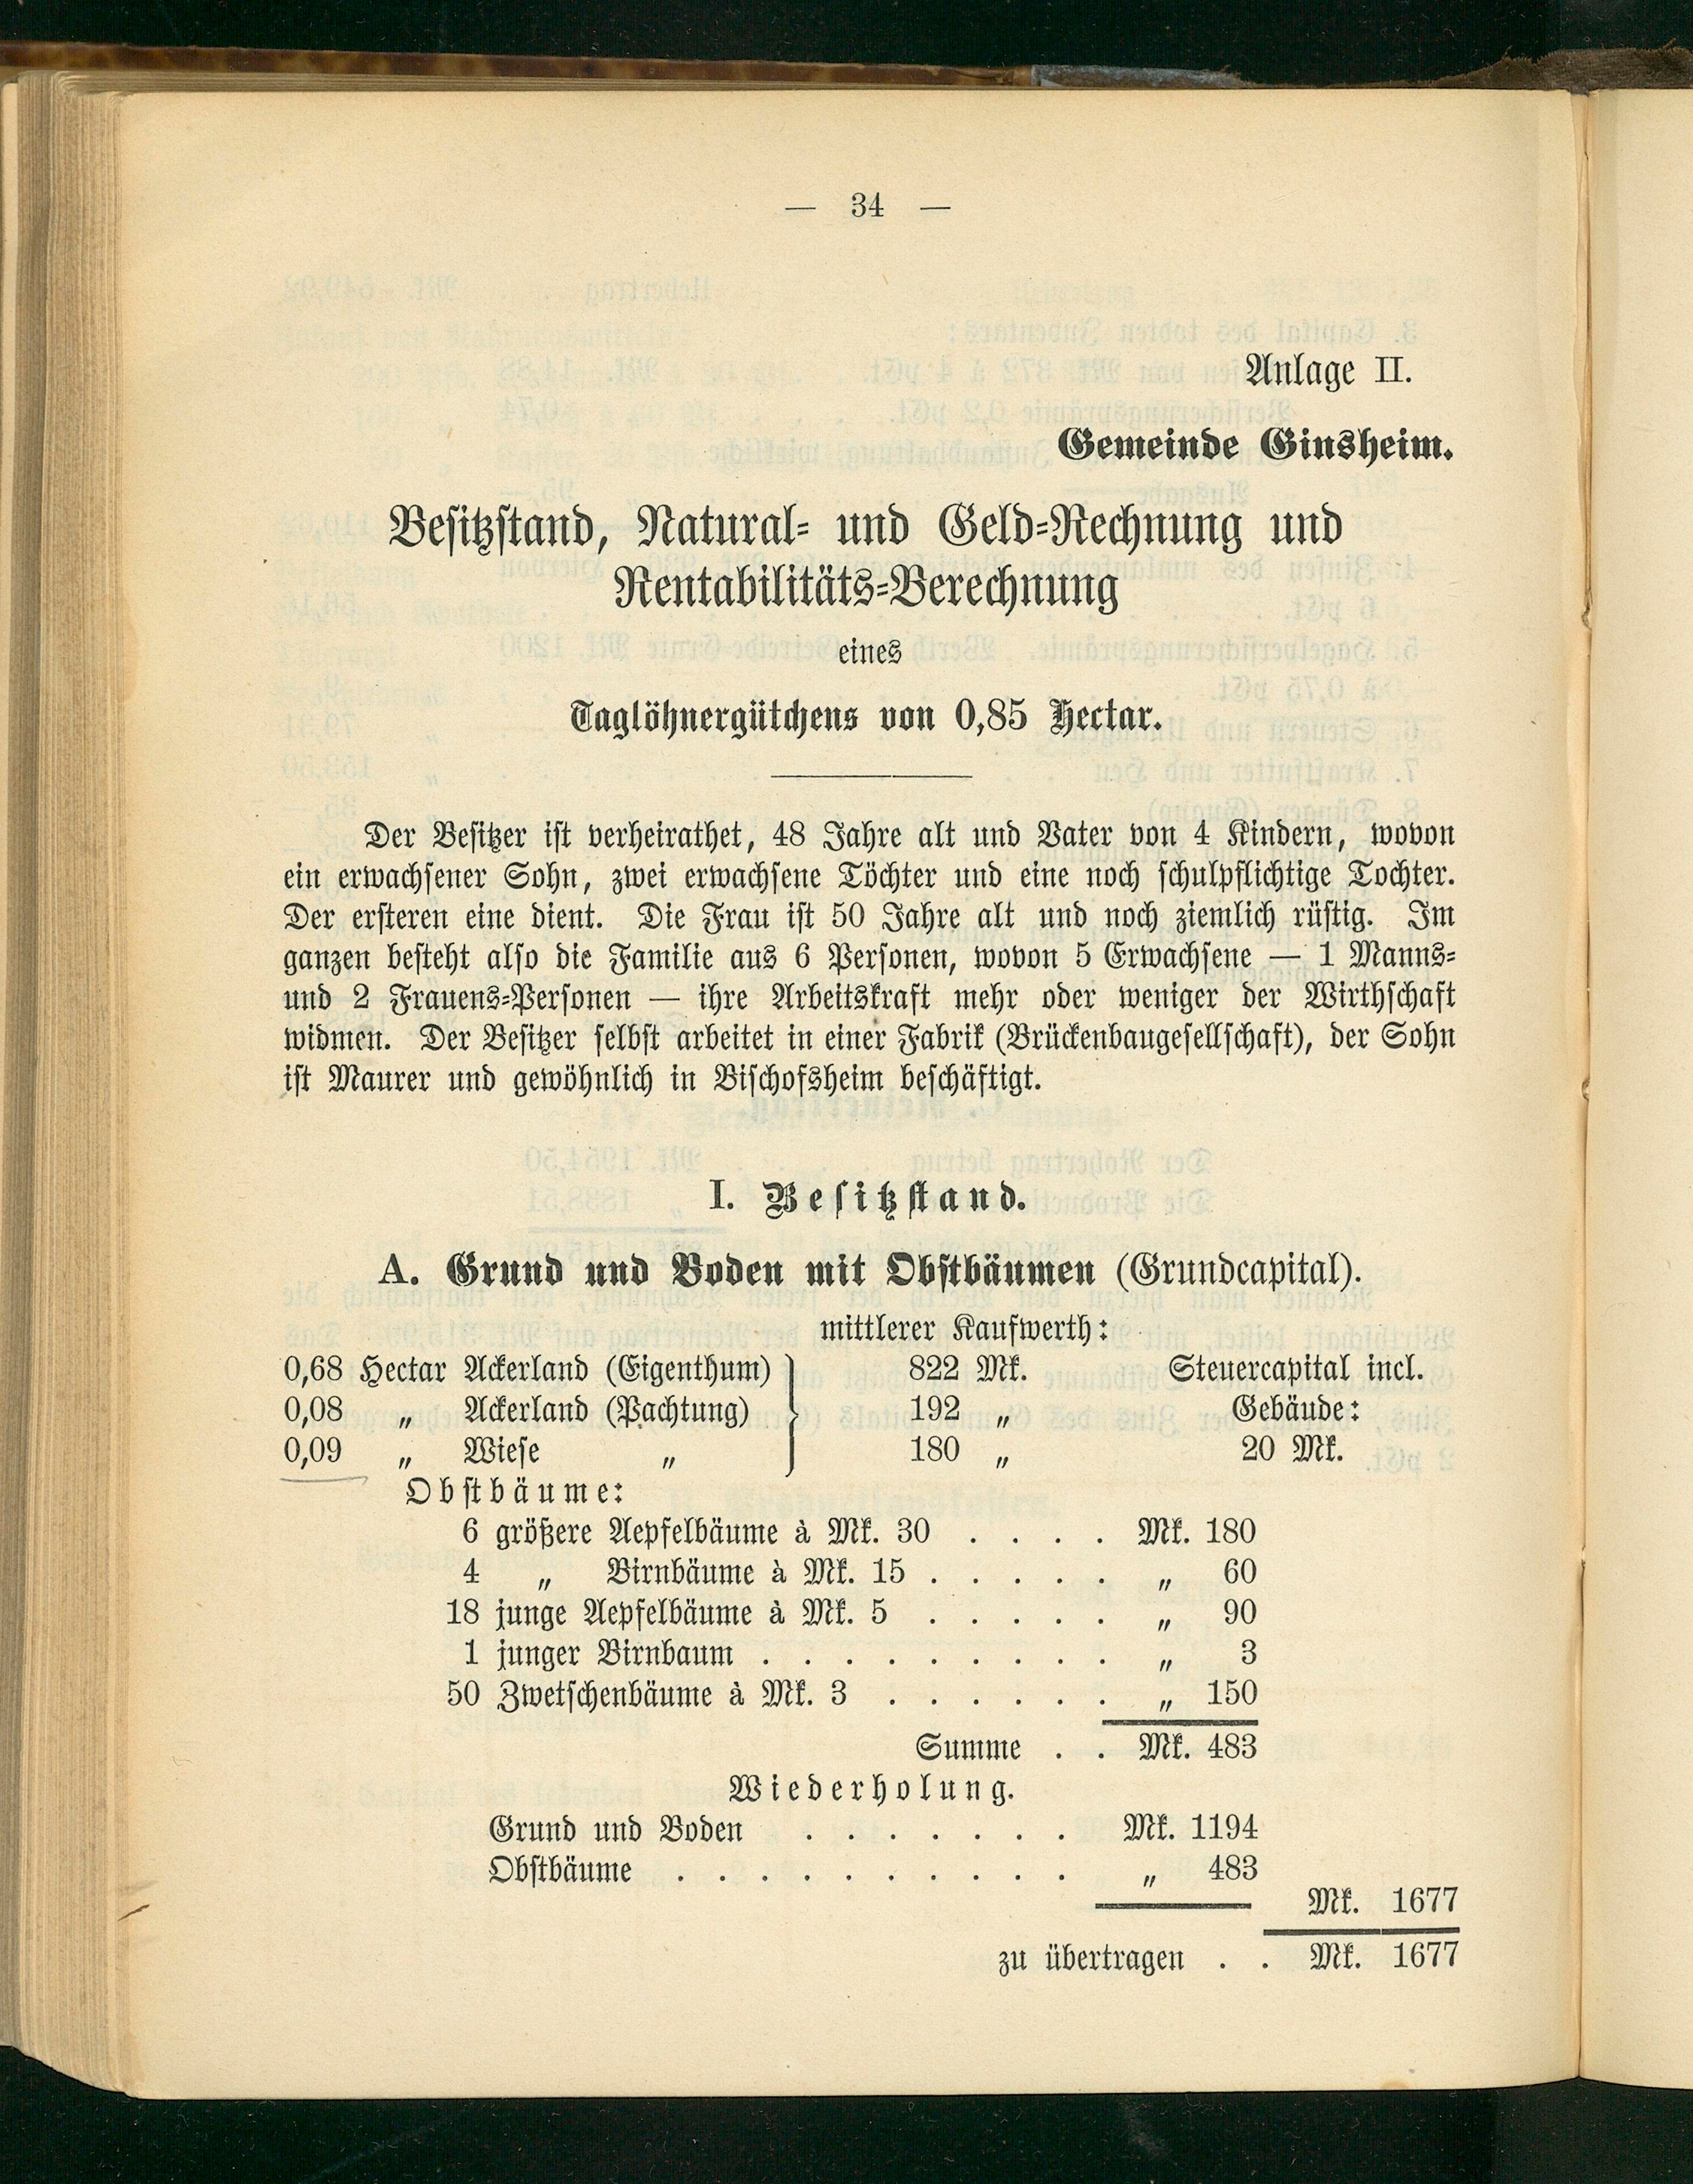 — 34 —
Anlage II.
Gemeinde Ginsheim.
Besitzstand, Natural- und Geld-Rechnung und
Rentabilitäts-Berechnung
eines
Taglöhnergütchens von 0,85 Hectar.
Der Besitzer ist verheirathet, 48 Jahre alt und Vater von 4 Kindern, wovon
ein erwachsener Sohn, zwei erwachsene Töchter und eine noch schulpflichtige Tochter.
Der ersteren eine dient. Die Frau ist 50 Jahre alt und noch ziemlich rüstig. Im
ganzen besteht also die Familie aus 6 Personen, wovon 5 Erwachsene — 1 Manns-
und 2 Frauens-Personen — ihre Arbeitskraft mehr oder weniger der Wirthschaft
widmen. Der Besitzer selbst arbeitet in einer Fabrik (Brückenbaugesellschaft), der Sohn
ist Maurer und gewöhnlich in Bischofsheim beschäftigt.
I. Besitzstand.
A. Grund und Boden mit Obstbäumen (Grundcapital).
mittlerer Kaufwerth:
0,68 Hectar Ackerland (Eigenthum) 822 Mk. Steuercapital incl.
0,08 „ Ackerland (Pachtung) 192 „ Gebäude:
0,09 „ Wiese „ 180 „ 20 Mk.
Obstbäume:
6 größere Aepfelbäume à Mk. 30 . . . . Mk. 180
4 „ Birnbäume à Mk. 15 . . . . . „ 60
18 junge Aepfelbäume à Mk. 5 . . . . . „ 90
1 junger Birnbaum . . . . . . . . . „ 3
50 Zwetschenbäume à Mk. 3 . . . . . . „ 150
Summe . . Mk. 483
Wiederholung.
Grund und Boden . . . . . . . Mk. 1194
Obstbäume . . . . . . . . . . „ 483
Mk. 1677
zu übertragen . . Mk. 1677